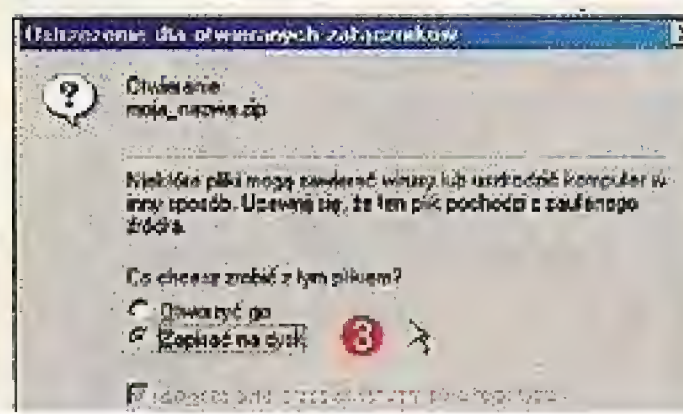 Ostrzeżenie dla otwieranych załączników
?
Otwieranie
moja_nazwa.zip
Niektóre pliki mogą zawierać wirusy lub uszkodzić komputer w
inny sposób. Upewnij się, że ten plik pochodzi z zaufanego
źródła.
Co chcesz zrobić z tym plikiem?
Otworzyć go
Zapisać na dysk
3